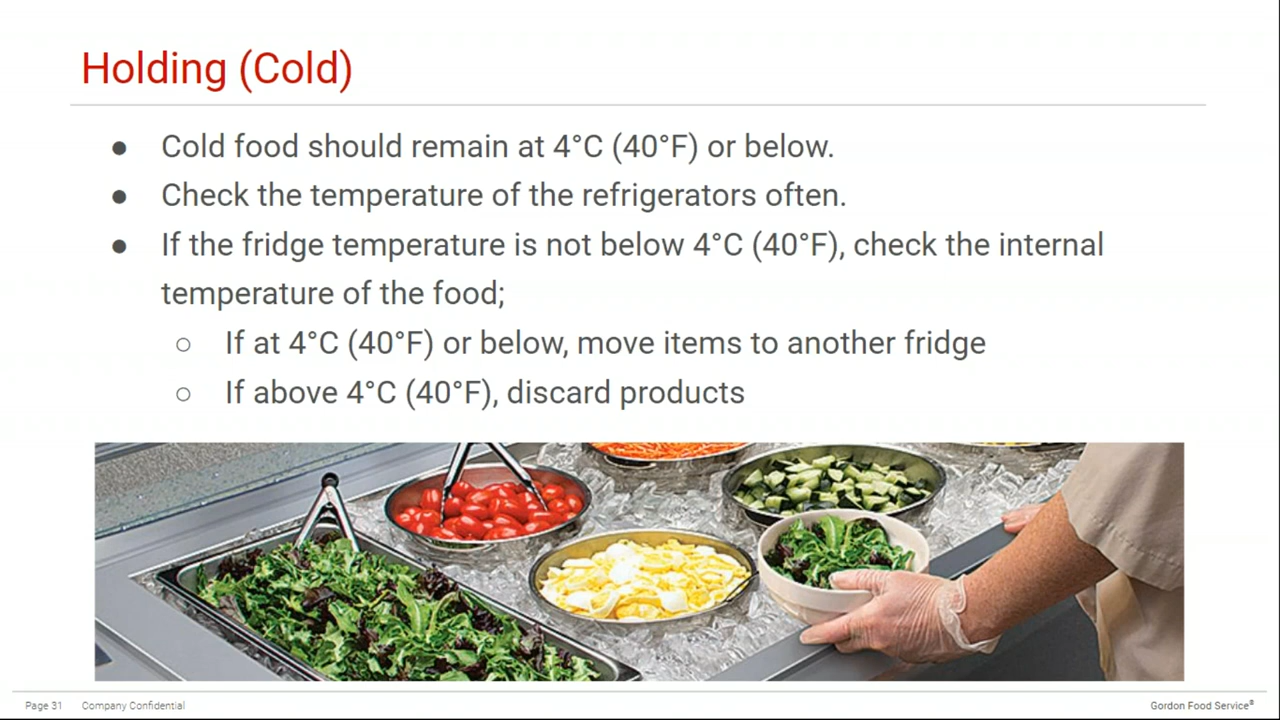 Holding (Cold)
● Cold food should remain at 4°C (40°F) or below.
● Check the temperature of the refrigerators often.
● If the fridge temperature is not below 4°C (40°F), check the internal
temperature of the food;
○ If at 4°C (40°F) or below, move items to another fridge
○ If above 4°C (40°F), discard products
Page 31 Company Confidential
Gordon Food Service®